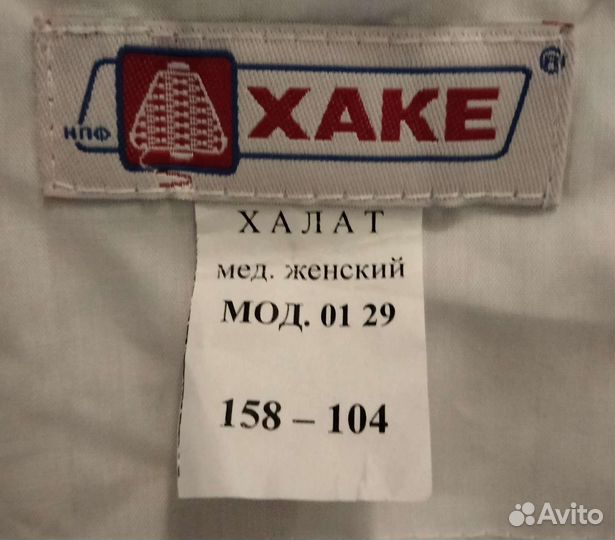 НПФ ХАКЕ ®
ХАЛАТ
мед. женский
МОД. 01 29
158 – 104
Avito